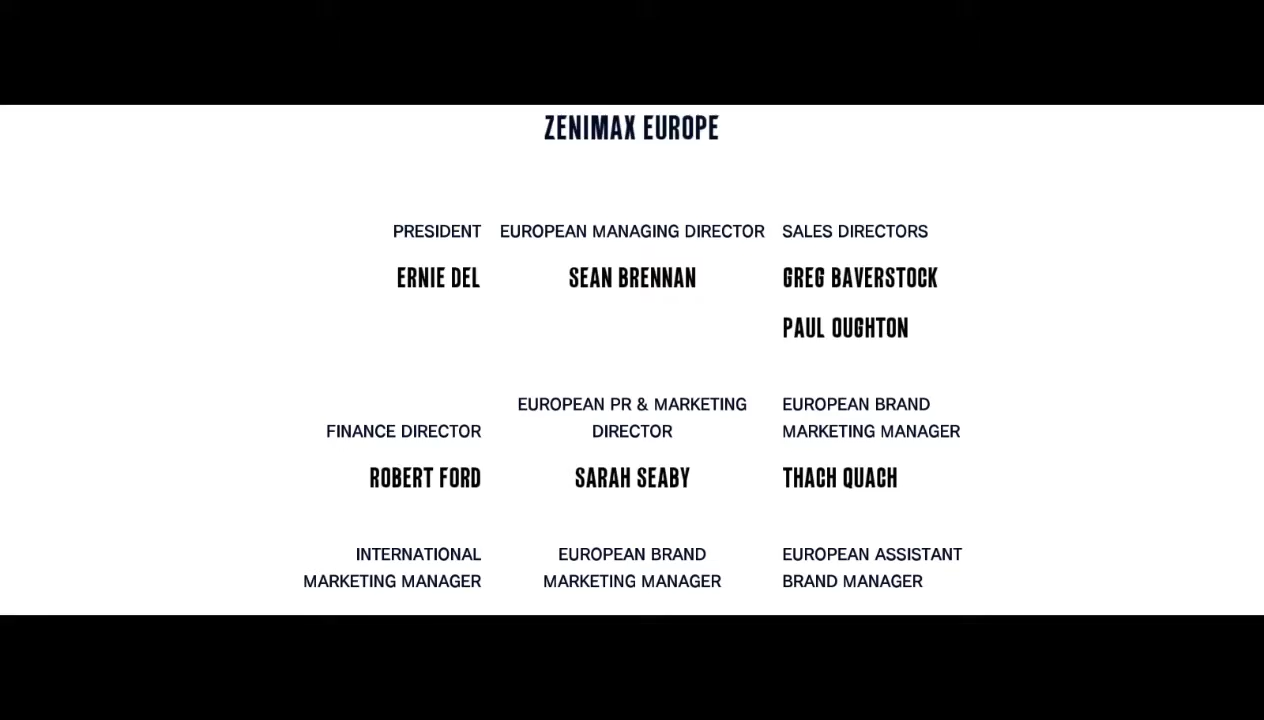 ZENIMAX EUROPE
PRESIDENT
ERNIE DEL
EUROPEAN MANAGING DIRECTOR
SEAN BRENNAN
SALES DIRECTORS
GREG BAVERSTOCK
PAUL OUGHTON
FINANCE DIRECTOR
ROBERT FORD
EUROPEAN PR & MARKETING
DIRECTOR
SARAH SEABY
EUROPEAN BRAND
MARKETING MANAGER
THACH QUACH
INTERNATIONAL
MARKETING MANAGER
EUROPEAN BRAND
MARKETING MANAGER
EUROPEAN ASSISTANT
BRAND MANAGER